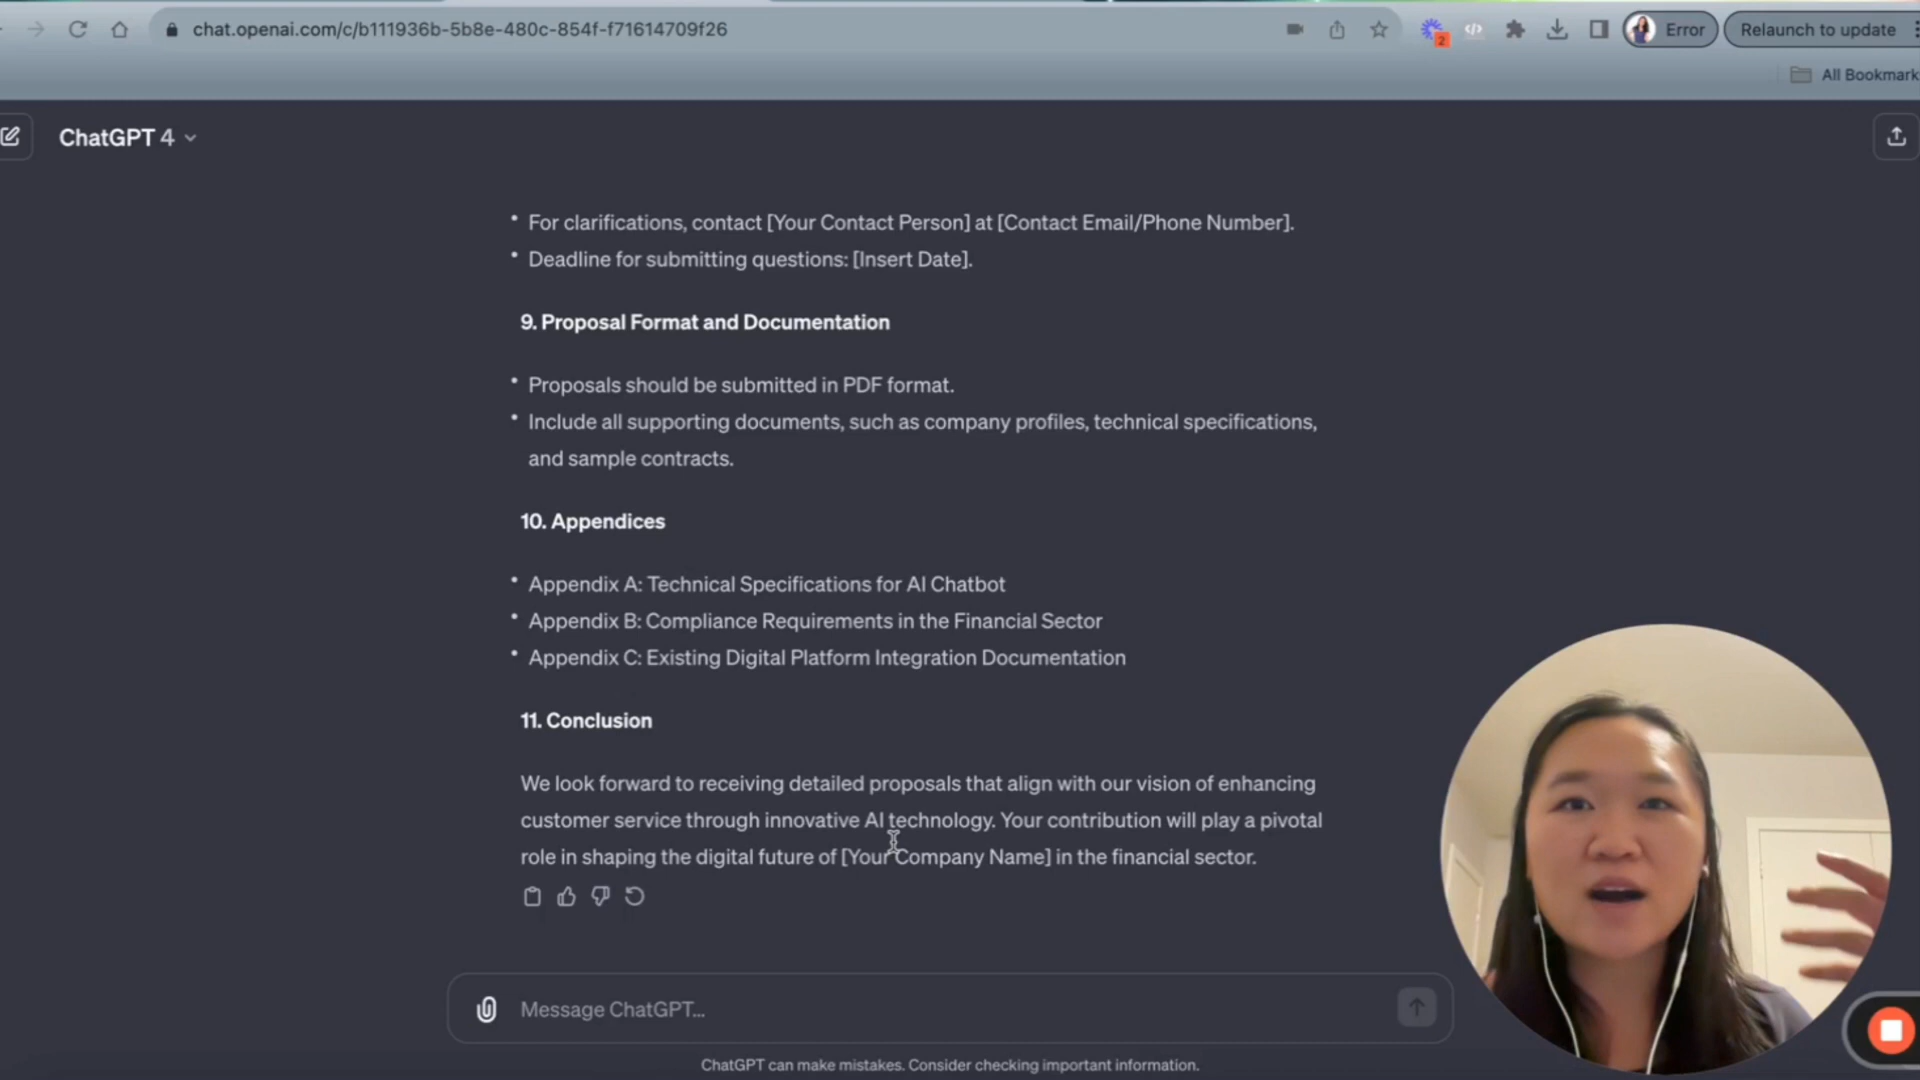 chat.openai.com/c/b111936b-5b8e-480c-854f-f71614709f26
2
Error
Relaunch to update
All Bookmark
ChatGPT 4
• For clarifications, contact [Your Contact Person] at [Contact Email/Phone Number].
• Deadline for submitting questions: [Insert Date].
9. Proposal Format and Documentation
• Proposals should be submitted in PDF format.
• Include all supporting documents, such as company profiles, technical specifications,
and sample contracts.
10. Appendices
• Appendix A: Technical Specifications for AI Chatbot
• Appendix B: Compliance Requirements in the Financial Sector
• Appendix C: Existing Digital Platform Integration Documentation
11. Conclusion
We look forward to receiving detailed proposals that align with our vision of enhancing
customer service through innovative AI technology. Your contribution will play a pivotal
role in shaping the digital future of [Your Company Name] in the financial sector.
Message ChatGPT...
ChatGPT can make mistakes. Consider checking important information.